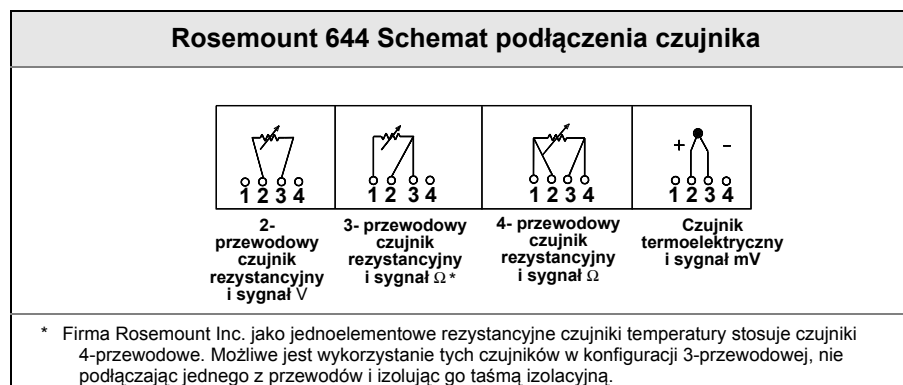 Rosemount 644 Schemat podłączenia czujnika
1 2 3 4
1 2 3 4
1 2 3 4
+ -
1 2 3 4
2-
przewodowy
czujnik
rezystancyjny
i sygnał V
3- przewodowy
czujnik
rezystancyjny
i sygnał Ω *
4- przewodowy
czujnik
rezystancyjny
i sygnał Ω
Czujnik
termoelektryczny
i sygnał mV
* Firma Rosemount Inc. jako jednoelementowe rezystancyjne czujniki temperatury stosuje czujniki
4-przewodowe. Możliwe jest wykorzystanie tych czujników w konfiguracji 3-przewodowej, nie
podłączając jednego z przewodów i izolując go taśmą izolacyjną.